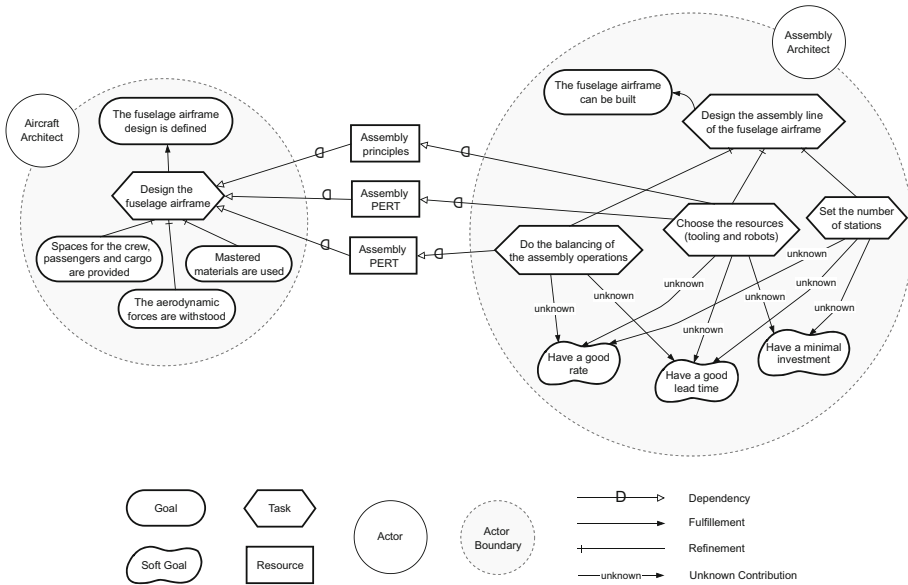 Assembly
Architect
The fuselage airframe
can be built
Design the assembly line
of the fuselage airframe
Aircraft
Architect
The fuselage airframe
design is defined
Assembly
principles
D
D
Design the
fuselage airframe
Assembly
PERT
D
D
Choose the resources
(tooling and robots)
Set the number
of stations
Spaces for the crew,
passengers and cargo
are provided
Mastered
materials are used
Assembly
PERT
D
D
Do the balancing of
the assembly operations
The aerodynamic
forces are withstood
unknown
unknown
unknown
unknown
unknown
unknown
unknown
unknown
Have a good
rate
Have a good
lead time
Have a minimal
investment
Goal
Task
Actor
Actor
Boundary
Soft Goal
Resource
D
Dependency
Fulfillment
Refinement
unknown
Unknown Contribution